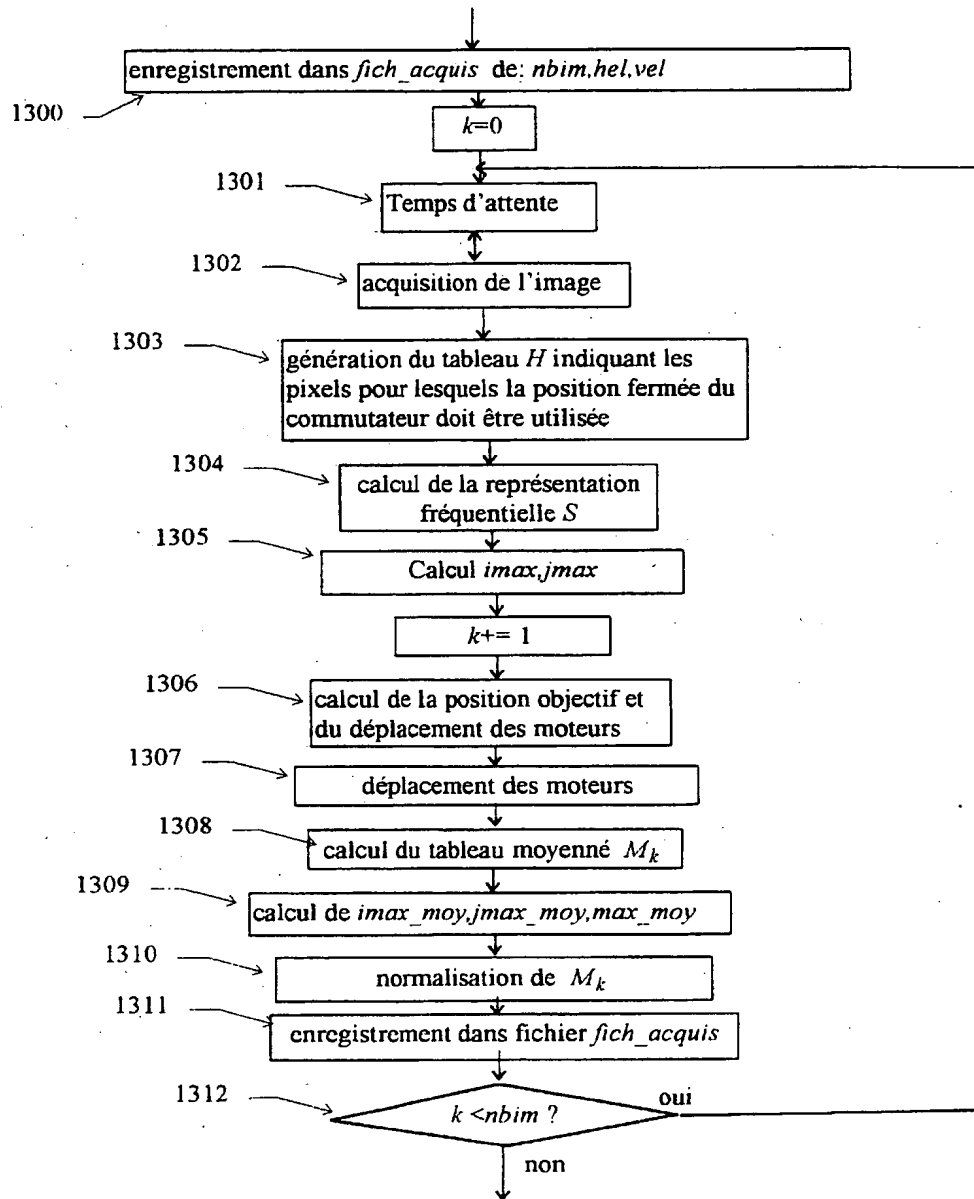 enregistrement dans fich_acquis de: nbim,hel,vel
1300
k=0
1301
Temps d'attente
1302
acquisition de l'image
1303
génération du tableau H indiquant les
pixels pour lesquels la position fermée du
commutateur doit être utilisée
1304
calcul de la représentation
fréquentielle S
1305
Calcul imax,jmax
k+= 1
1306
calcul de la position objectif et
du déplacement des moteurs
1307
déplacement des moteurs
1308
calcul du tableau moyenné M_k
1309
calcul de imax_moy,jmax_moy,max_moy
1310
normalisation de M_k
1311
enregistrement dans fichier fich_acquis
1312
k <nbim ?
oui
non